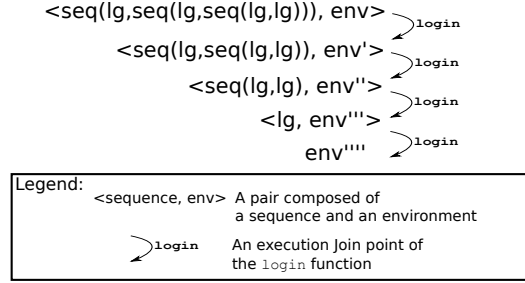 <seq(lg,seq(lg,seq(lg,lg))), env>
login
<seq(lg,seq(lg,lg)), env'>
login
<seq(lg,lg), env''>
login
<lg, env'''>
login
env''''
Legend:
<sequence, env> A pair composed of
a sequence and an environment
login An execution Join point of
the login function